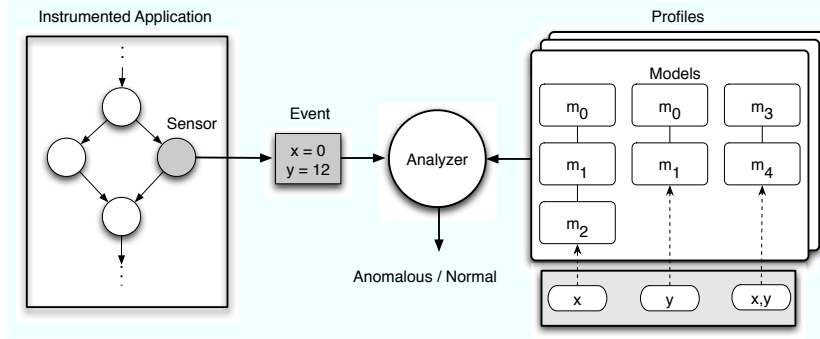 Instrumented Application
Profiles
Models
Event
Sensor
x = 0
y = 12
Analyzer
m0 m0 m3
m1 m1 m4
m2
Anomalous / Normal
x y x,y